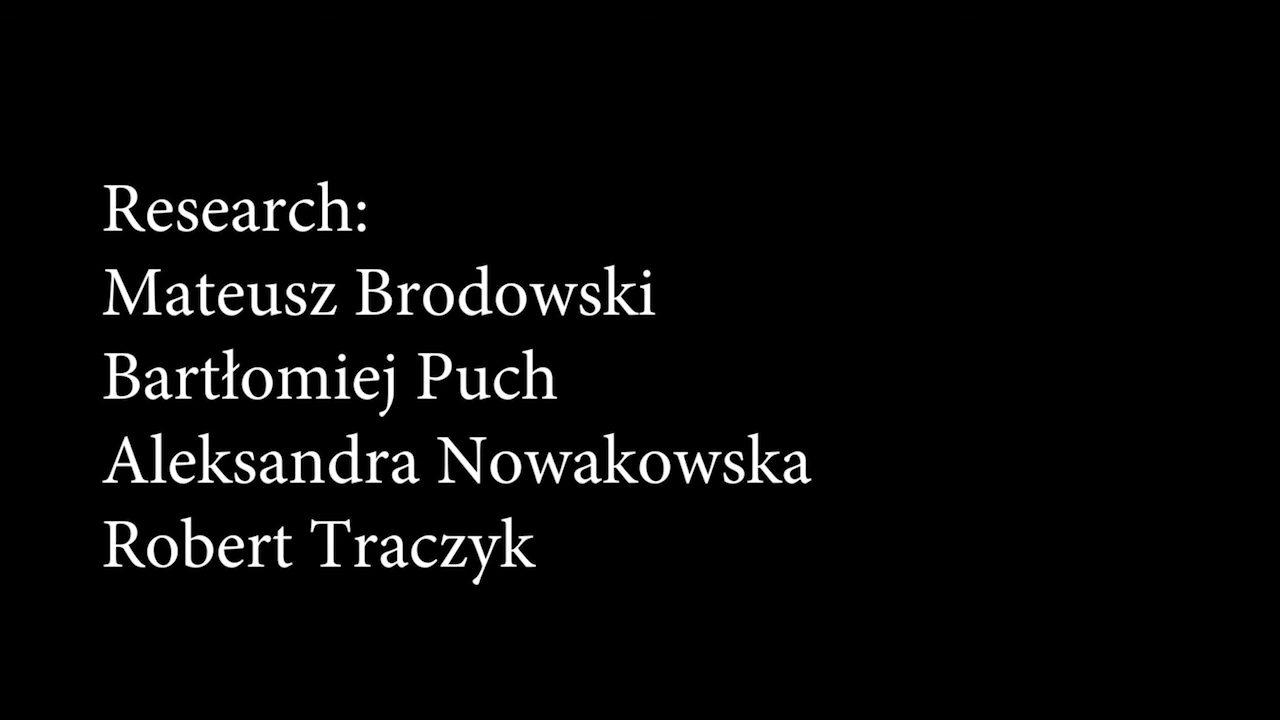 Research:
Mateusz Brodowski
Bartłomiej Puch
Aleksandra Nowakowska
Robert Traczyk